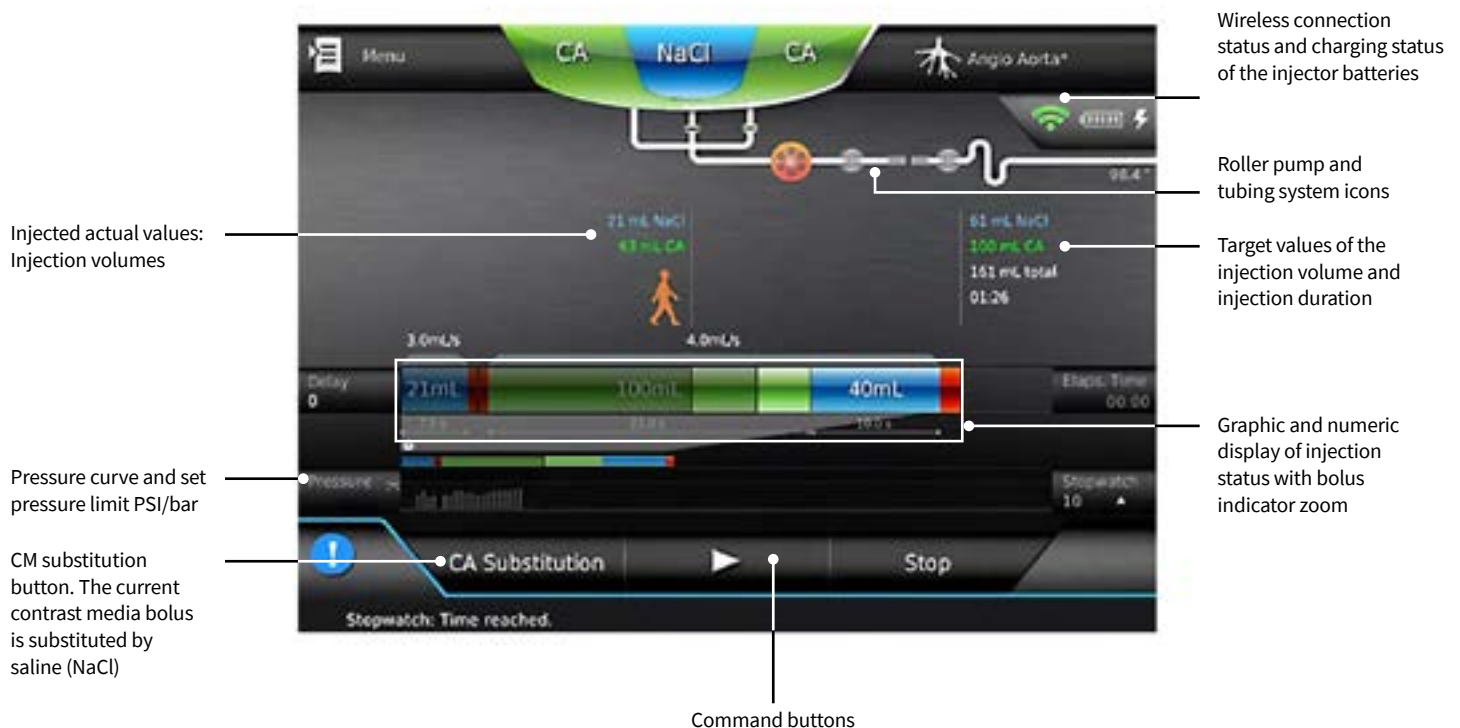 Wireless connection
status and charging status
of the injector batteries
Menu
CA
NaCl
CA
Angio Aorta*
Roller pump and
tubing system icons
98.4 °
Injected actual values:
Injection volumes
21 mL NaCl
63 mL CA
61 mL NaCl
100 mL CA
161 mL total
01:26
Target values of the
injection volume and
injection duration
3.0mL/s
4.0mL/s
Delay
0
21mL
100mL
40mL
Elaps. Time
00:00
10.0 s
Graphic and numeric
display of injection
status with bolus
indicator zoom
Pressure curve and set
pressure limit PSI/bar
Pressure
Stopwatch
10
CM substitution
button. The current
contrast media bolus
is substituted by
saline (NaCl)
CA Substitution
Stop
Stopwatch: Time reached.
Command buttons